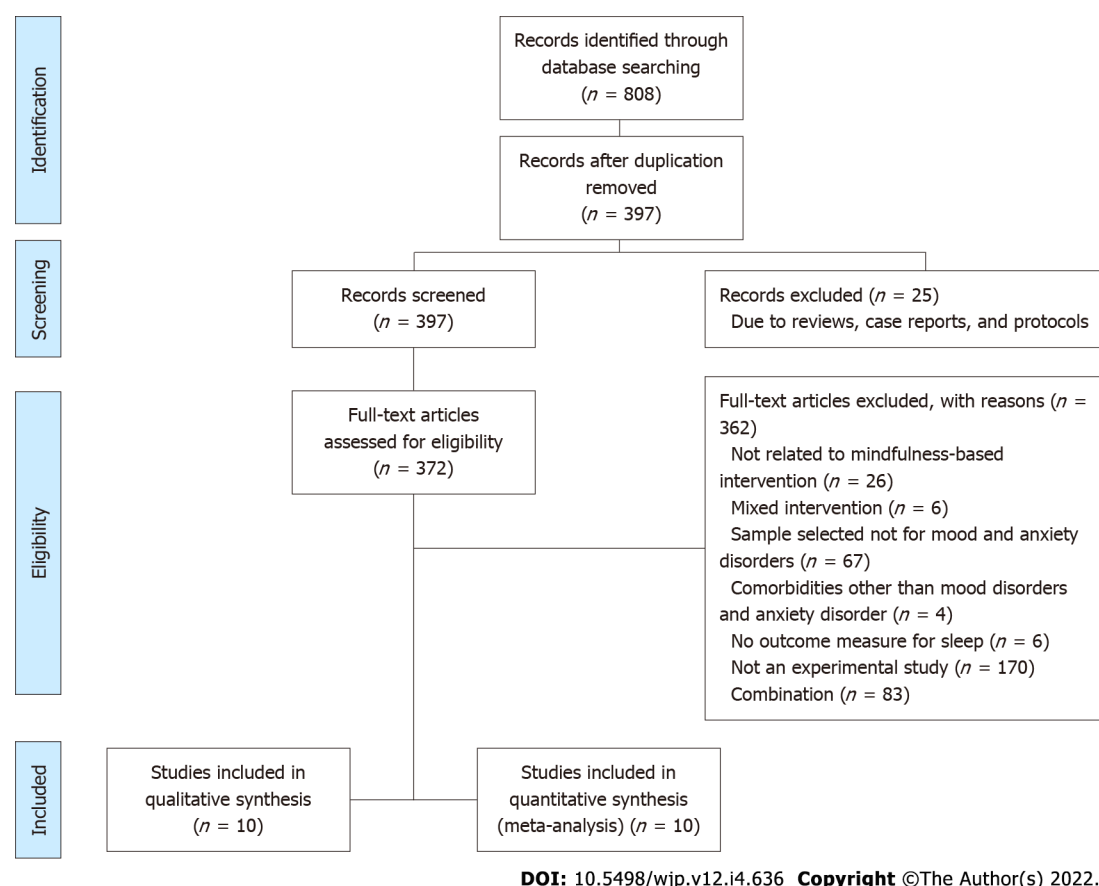 Identification
Records identified through
database searching
(n = 808)
Records after duplication
removed
(n = 397)
Screening
Records screened
(n = 397)
Records excluded (n = 25)
Due to reviews, case reports, and protocols
Eligibility
Full-text articles
assessed for eligibility
(n = 372)
Full-text articles excluded, with reasons (n =
362)
Not related to mindfulness-based
intervention (n = 26)
Mixed intervention (n = 6)
Sample selected not for mood and anxiety
disorders (n = 67)
Comorbidities other than mood disorders
and anxiety disorder (n = 4)
No outcome measure for sleep (n = 6)
Not an experimental study (n = 170)
Combination (n = 83)
Included
Studies included in
qualitative synthesis
(n = 10)
Studies included in
quantitative synthesis
(meta-analysis) (n = 10)
DOI: 10.5498/wjp.v12.i4.636 Copyright ©The Author(s) 2022.